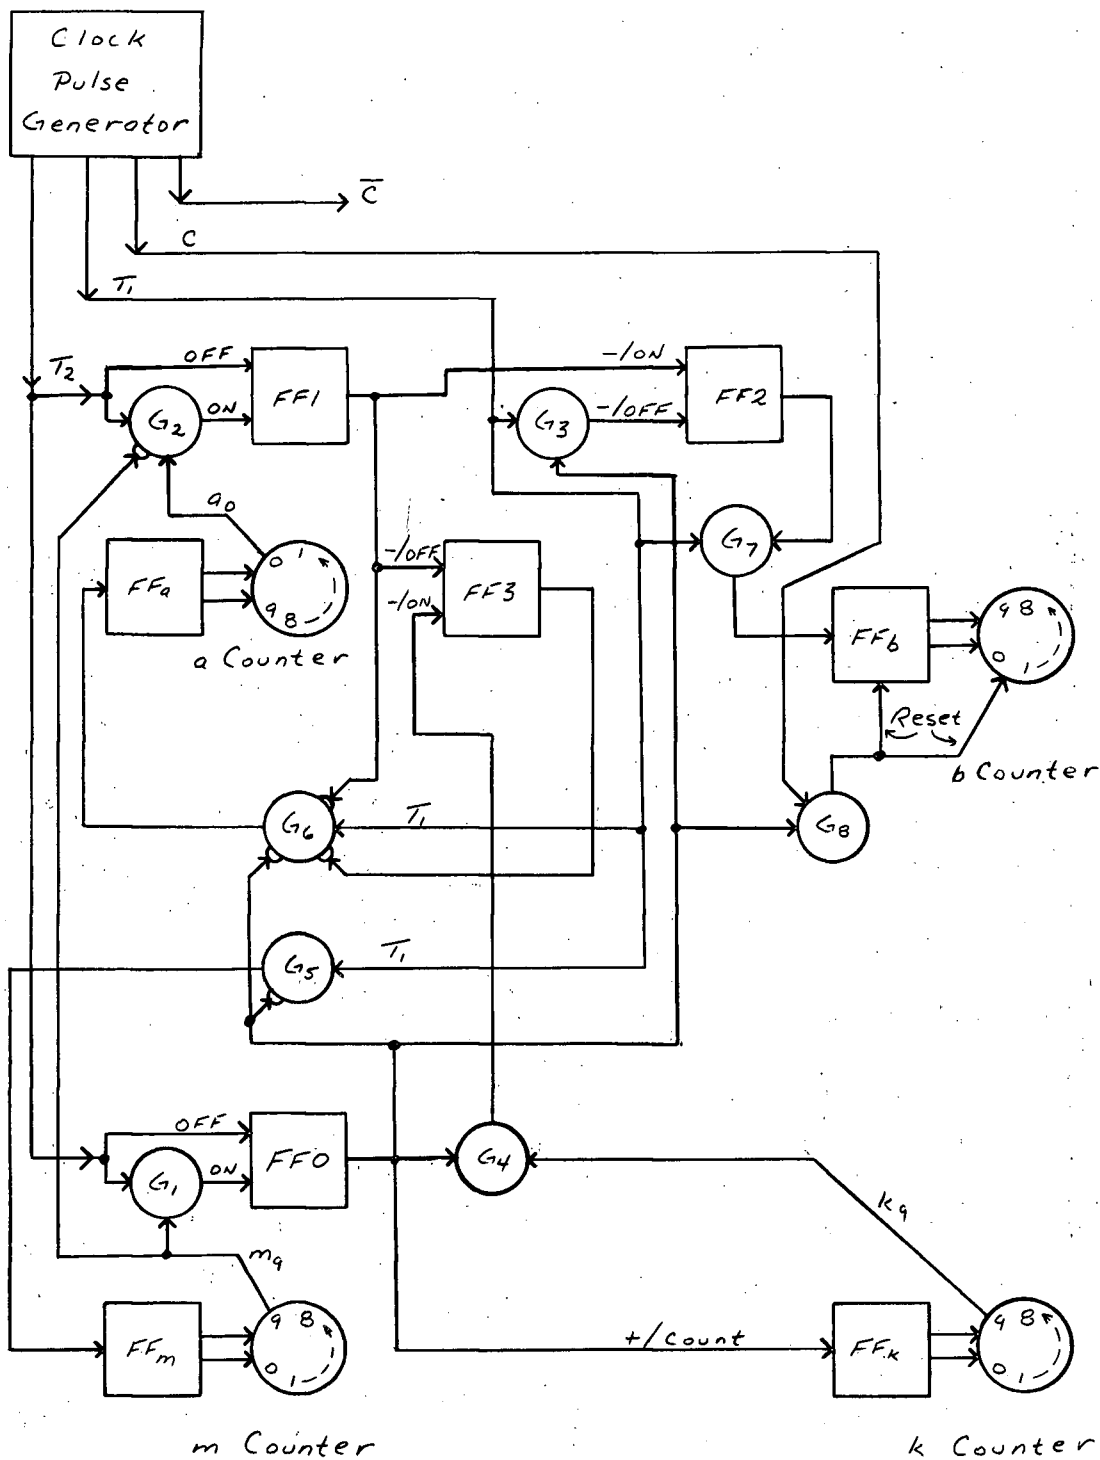 Clock
Pulse
Generator
C̅
C
T₁
T₂
OFF
ON
G₂
FF1
-/ON
-/OFF
G₃
FF2
a₀
G₇
FFₐ
0 1
9 8
a Counter
-/OFF
-/ON
FF3
FF_b
9 8
0 1
Reset
b Counter
G₆
T₁
G₈
G₅
T₁
OFF
ON
G₁
FF0
G₄
k₉
m₉
FFₘ
9 8
0 1
m Counter
+/Count
FFₖ
9 8
0 1
k Counter